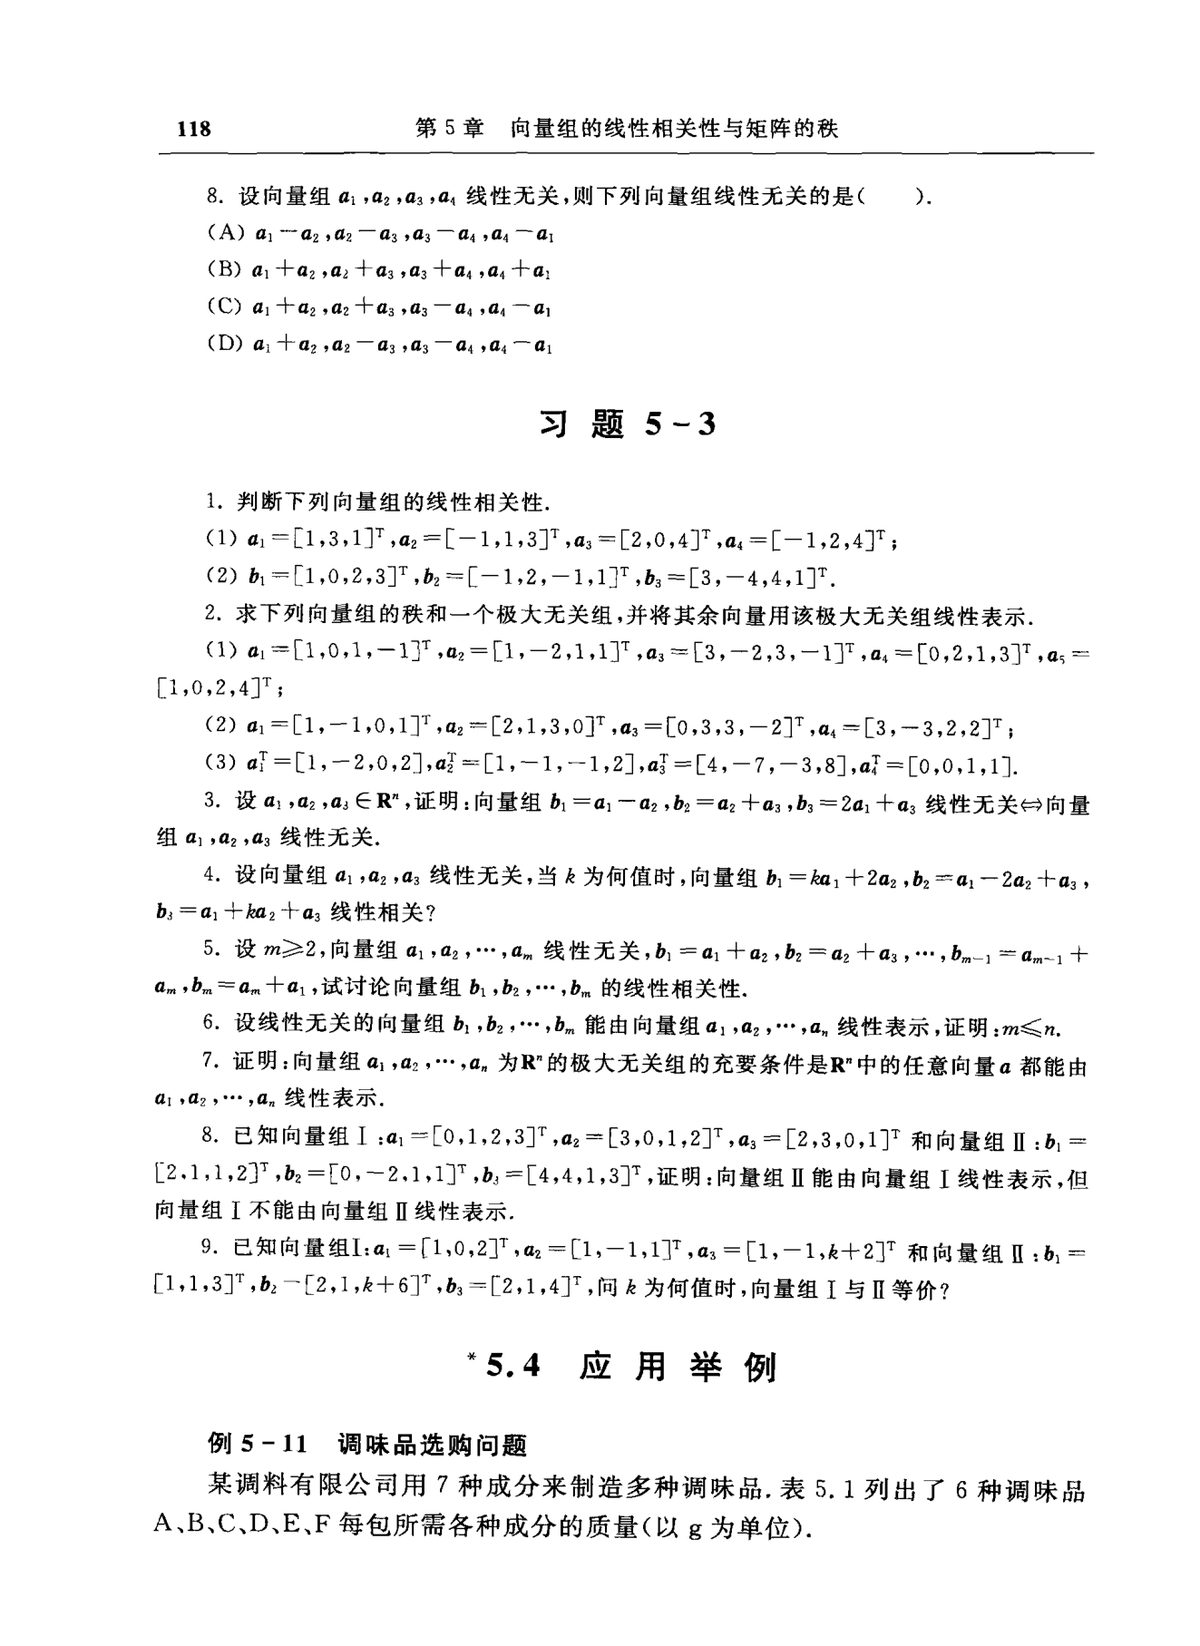 118 第 5 章 向量组的线性相关性与矩阵的秩
8. 设向量组 a₁,a₂,a₃,a₄ 线性无关,则下列向量组线性无关的是( ).
(A) a₁－a₂,a₂－a₃,a₃－a₄,a₄－a₁
(B) a₁＋a₂,a₂＋a₃,a₃＋a₄,a₄＋a₁
(C) a₁＋a₂,a₂＋a₃,a₃－a₄,a₄－a₁
(D) a₁＋a₂,a₂－a₃,a₃－a₄,a₄－a₁
习 题 5－3
1. 判断下列向量组的线性相关性.
(1) a₁＝[1,3,1]ᵀ,a₂＝[－1,1,3]ᵀ,a₃＝[2,0,4]ᵀ,a₄＝[－1,2,4]ᵀ;
(2) b₁＝[1,0,2,3]ᵀ,b₂＝[－1,2,－1,1]ᵀ,b₃＝[3,－4,4,1]ᵀ.
2. 求下列向量组的秩和一个极大无关组,并将其余向量用该极大无关组线性表示.
(1) a₁＝[1,0,1,－1]ᵀ,a₂＝[1,－2,1,1]ᵀ,a₃＝[3,－2,3,－1]ᵀ,a₄＝[0,2,1,3]ᵀ,a₅＝
[1,0,2,4]ᵀ;
(2) a₁＝[1,－1,0,1]ᵀ,a₂＝[2,1,3,0]ᵀ,a₃＝[0,3,3,－2]ᵀ,a₄＝[3,－3,2,2]ᵀ;
(3) a₁ᵀ＝[1,－2,0,2],a₂ᵀ＝[1,－1,－1,2],a₃ᵀ＝[4,－7,－3,8],a₄ᵀ＝[0,0,1,1].
3. 设 a₁,a₂,a₃∈Rⁿ,证明:向量组 b₁＝a₁－a₂,b₂＝a₂＋a₃,b₃＝2a₁＋a₃ 线性无关⇔向量
组 a₁,a₂,a₃ 线性无关.
4. 设向量组 a₁,a₂,a₃ 线性无关,当 k 为何值时,向量组 b₁＝ka₁＋2a₂,b₂＝a₁－2a₂＋a₃,
b₃＝a₁＋ka₂＋a₃ 线性相关?
5. 设 m≥2,向量组 a₁,a₂,⋯,aₘ 线性无关,b₁＝a₁＋a₂,b₂＝a₂＋a₃,⋯,bₘ₋₁＝aₘ₋₁＋
aₘ,bₘ＝aₘ＋a₁,试讨论向量组 b₁,b₂,⋯,bₘ 的线性相关性.
6. 设线性无关的向量组 b₁,b₂,⋯,bₘ 能由向量组 a₁,a₂,⋯,aₙ 线性表示,证明:m≤n.
7. 证明:向量组 a₁,a₂,⋯,aₙ 为Rⁿ的极大无关组的充要条件是Rⁿ中的任意向量 a 都能由
a₁,a₂,⋯,aₙ 线性表示.
8. 已知向量组Ⅰ:a₁＝[0,1,2,3]ᵀ,a₂＝[3,0,1,2]ᵀ,a₃＝[2,3,0,1]ᵀ 和向量组Ⅱ:b₁＝
[2,1,1,2]ᵀ,b₂＝[0,－2,1,1]ᵀ,b₃＝[4,4,1,3]ᵀ,证明:向量组Ⅱ能由向量组Ⅰ线性表示,但
向量组Ⅰ不能由向量组Ⅱ线性表示.
9. 已知向量组Ⅰ:a₁＝[1,0,2]ᵀ,a₂＝[1,－1,1]ᵀ,a₃＝[1,－1,k＋2]ᵀ 和向量组Ⅱ:b₁＝
[1,1,3]ᵀ,b₂＝[2,1,k＋6]ᵀ,b₃＝[2,1,4]ᵀ,问 k 为何值时,向量组Ⅰ与Ⅱ等价?
*5.4 应 用 举 例
例 5－11 调味品选购问题
某调料有限公司用 7 种成分来制造多种调味品. 表 5.1 列出了 6 种调味品
A、B、C、D、E、F 每包所需各种成分的质量(以 g 为单位).